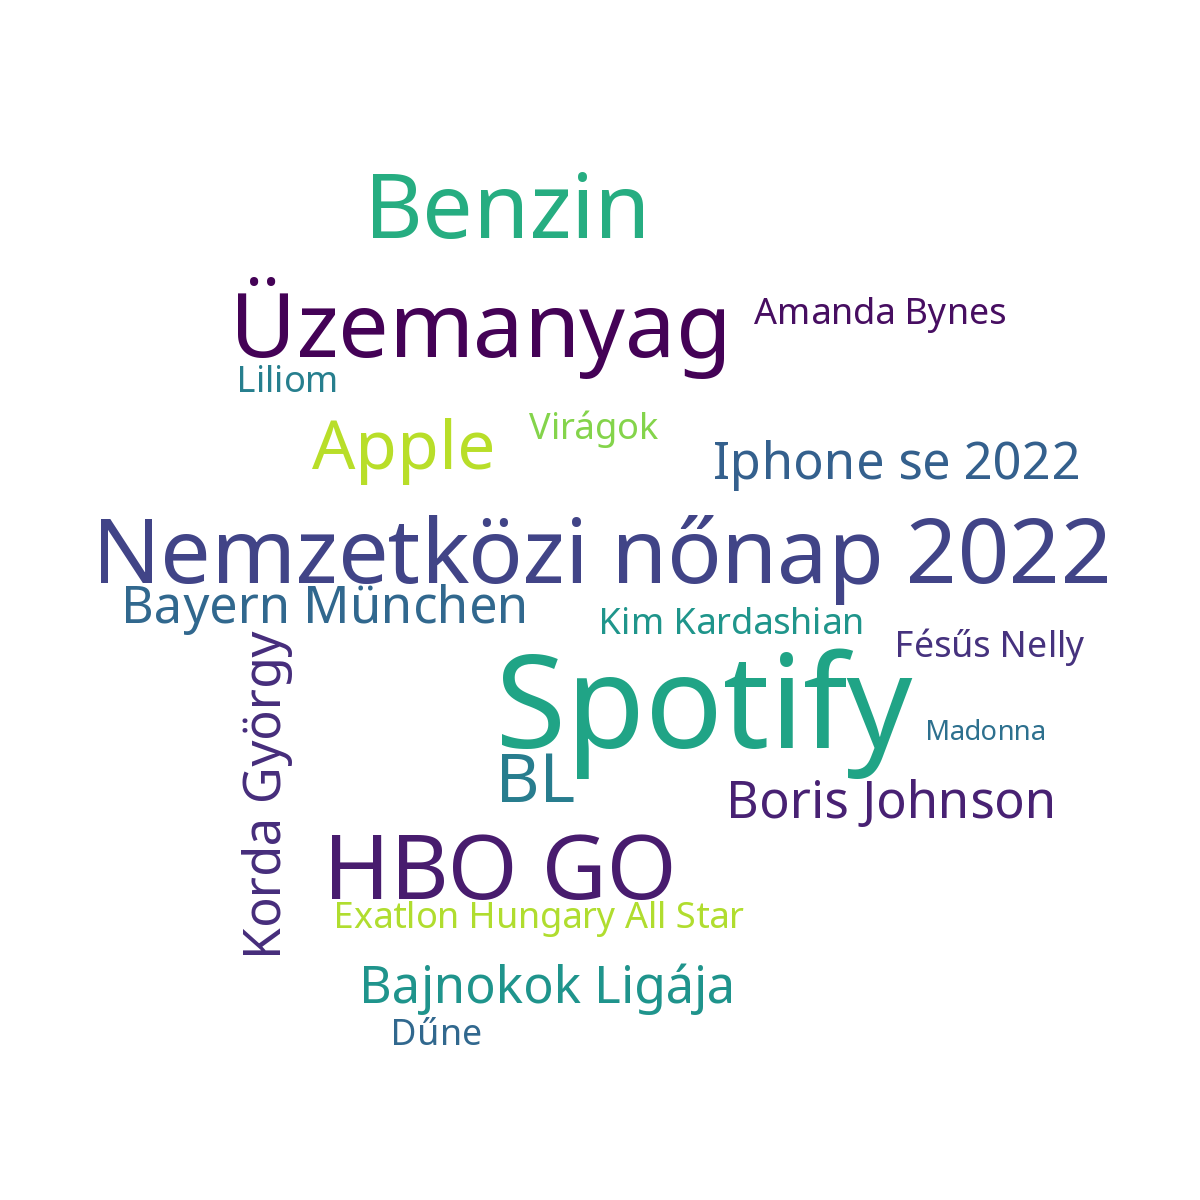 Benzin
Üzemanyag
Amanda Bynes
Liliom
Apple
Virágok
Iphone se 2022
Nemzetközi nőnap 2022
Bayern München
Kim Kardashian
Fésűs Nelly
Korda György
Spotify
Madonna
BL
Boris Johnson
HBO GO
Exatlon Hungary All Star
Bajnokok Ligája
Dűne